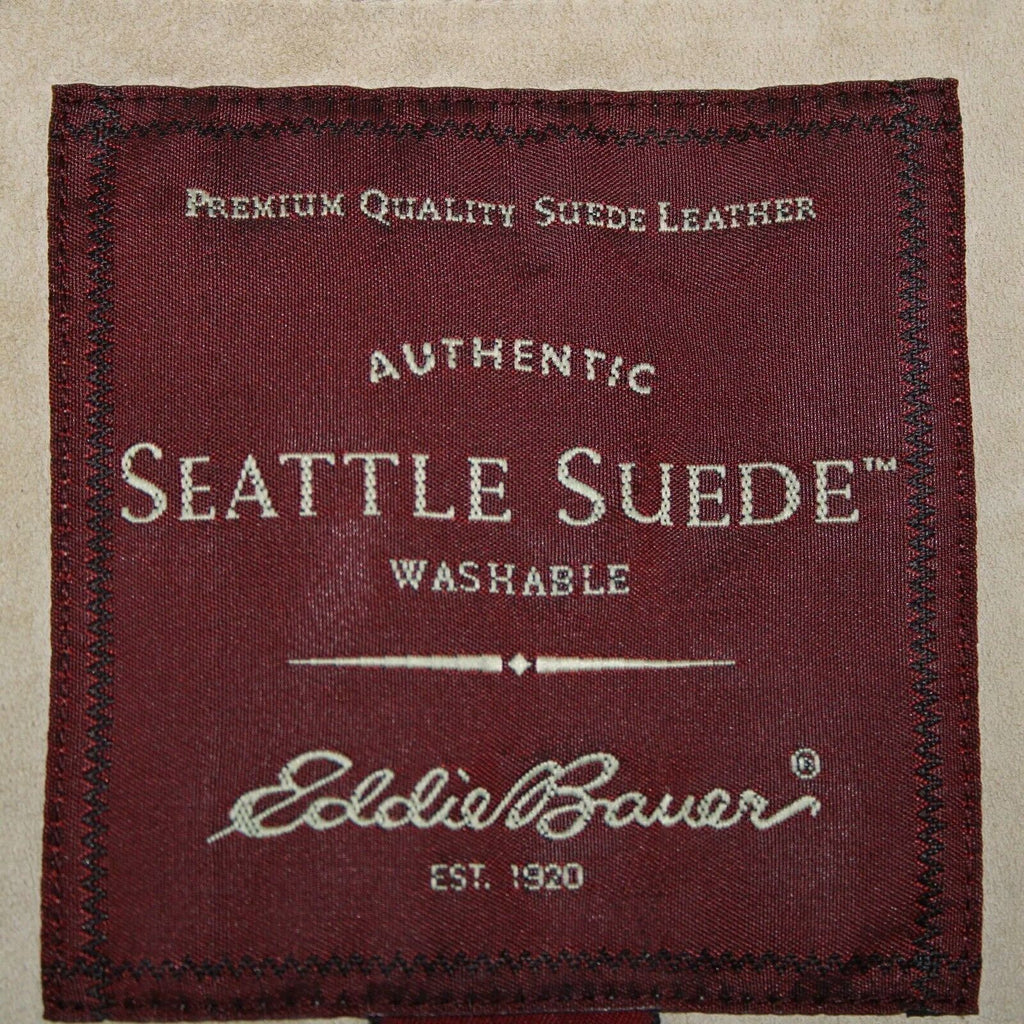 PREMIUM QUALITY SUEDE LEATHER
AUTHENTIC
SEATTLE SUEDE™
WASHABLE
Eddie Bauer®
EST. 1920